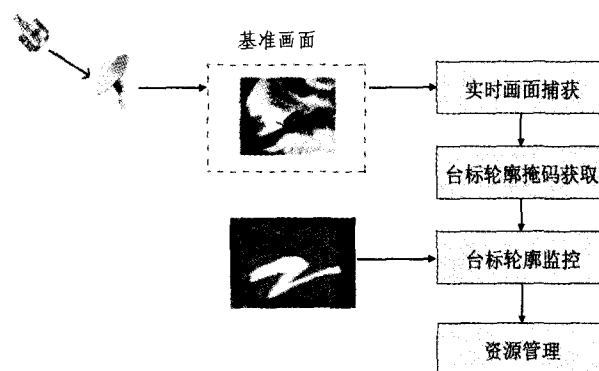 基准画面
实时画面捕获
台标轮廓掩码获取
台标轮廓监控
资源管理